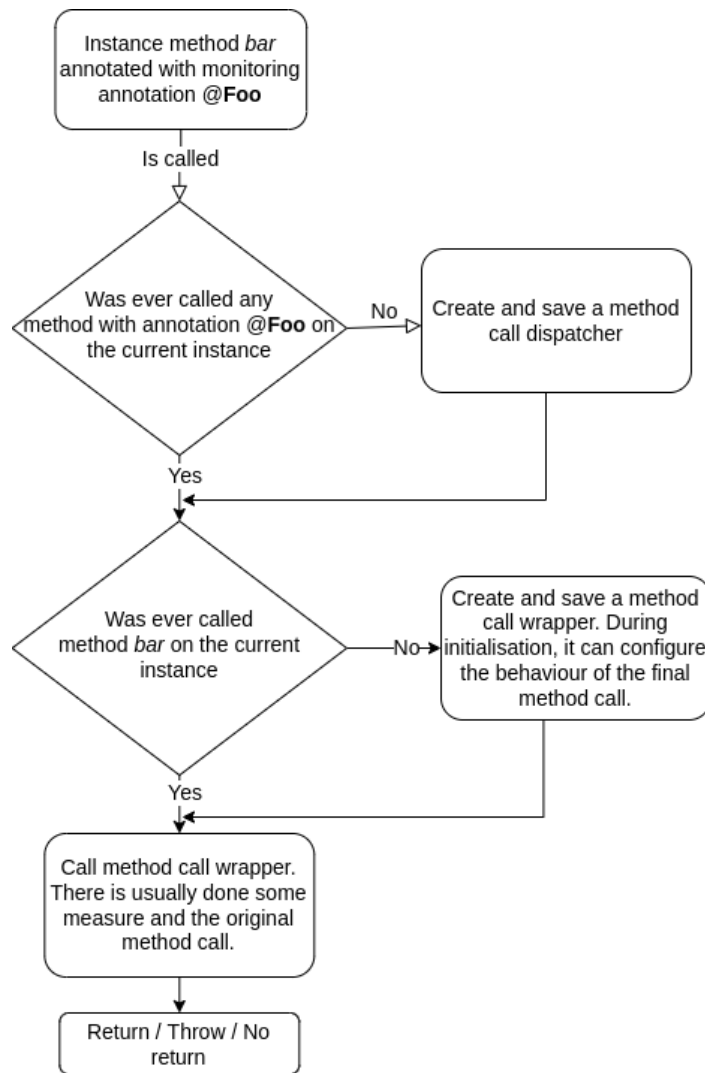 Instance method bar
annotated with monitoring
annotation @Foo
Is called
Was ever called any
method with annotation @Foo on
the current instance
No
Create and save a method
call dispatcher
Yes
Was ever called
method bar on the current
instance
No
Create and save a method
call wrapper. During
initialisation, it can configure
the behaviour of the final
method call.
Yes
Call method call wrapper.
There is usually done some
measure and the original
method call.
Return / Throw / No
return